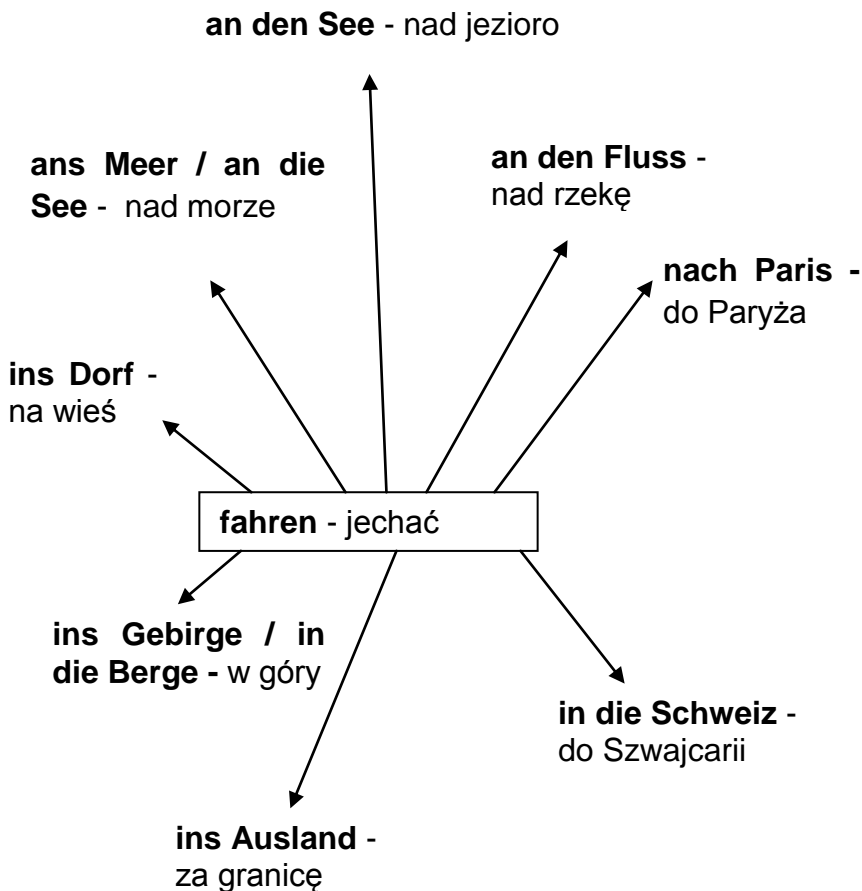 an den See - nad jezioro
ans Meer / an die
See - nad morze
an den Fluss -
nad rzekę
nach Paris -
do Paryża
ins Dorf -
na wieś
fahren - jechać
ins Gebirge / in
die Berge - w góry
in die Schweiz -
do Szwajcarii
ins Ausland -
za granicę